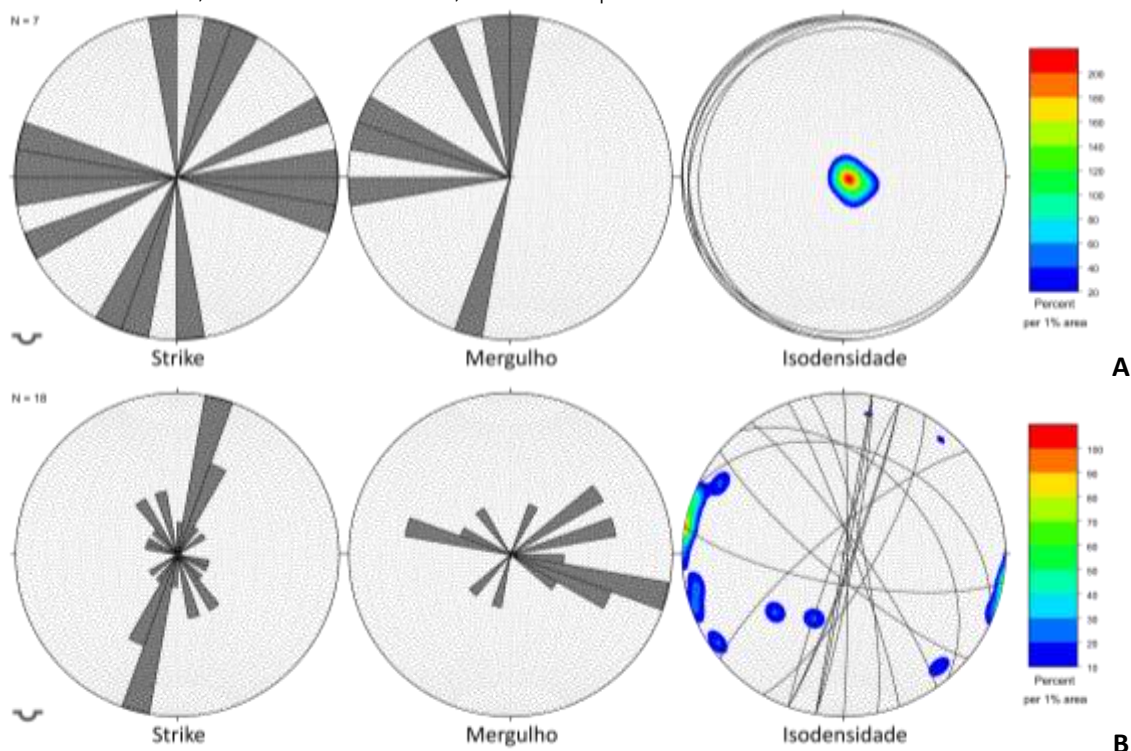 N = 7
200
180
160
140
120
100
80
60
40
20
Percent
per 1% area
Strike
Mergulho
Isodensidade
A
N = 18
100
90
80
70
60
50
40
30
20
10
Percent
per 1% area
Strike
Mergulho
Isodensidade
B